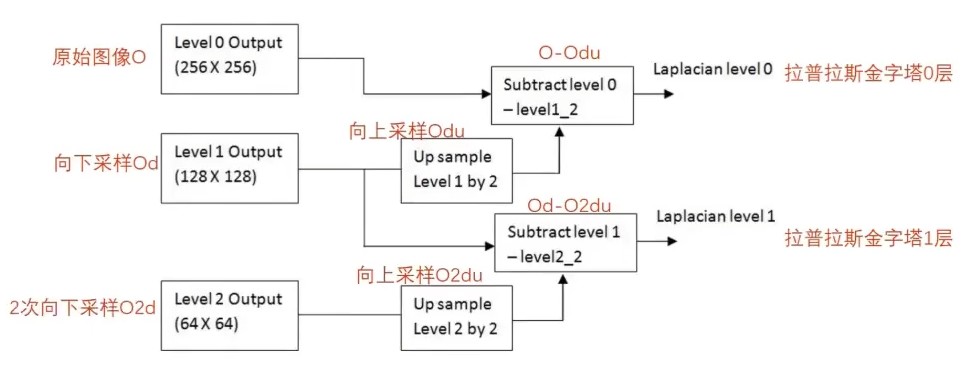 原始图像O
Level 0 Output
(256 X 256)
O-Odu
Subtract level 0
– level1_2
Laplacian level 0
拉普拉斯金字塔0层
向下采样Od
Level 1 Output
(128 X 128)
向上采样Odu
Up sample
Level 1 by 2
Od-O2du
Subtract level 1
– level2_2
Laplacian level 1
拉普拉斯金字塔1层
2次向下采样O2d
Level 2 Output
(64 X 64)
向上采样O2du
Up sample
Level 2 by 2